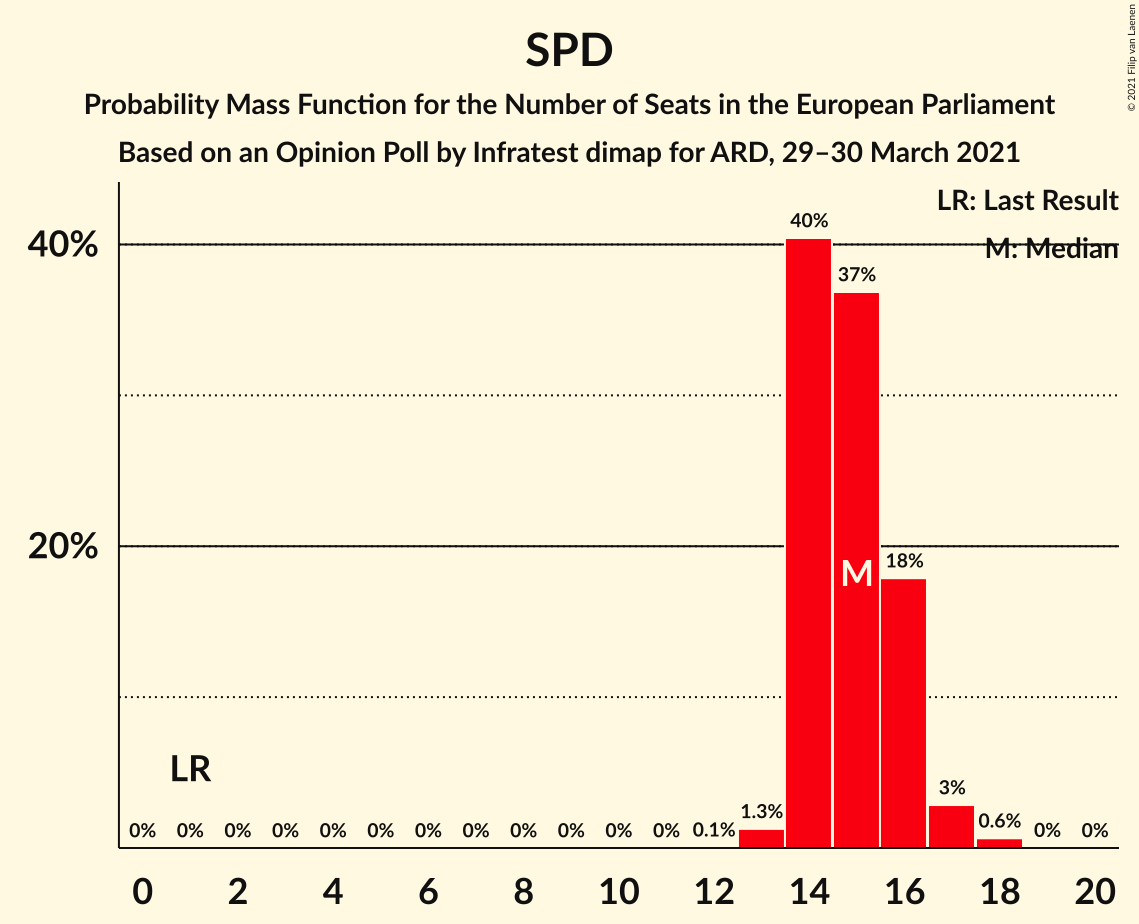 © 2021 Filip van Laenen
SPD
Probability Mass Function for the Number of Seats in the European Parliament
Based on an Opinion Poll by Infratest dimap for ARD, 29–30 March 2021
LR: Last Result
M: Median
40%
20%
40%
37%
M
18%
LR
0% 0% 0% 0% 0% 0% 0% 0% 0% 0% 0% 0% 0.1% 1.3% 3% 0.6% 0% 0%
0 2 4 6 8 10 12 14 16 18 20